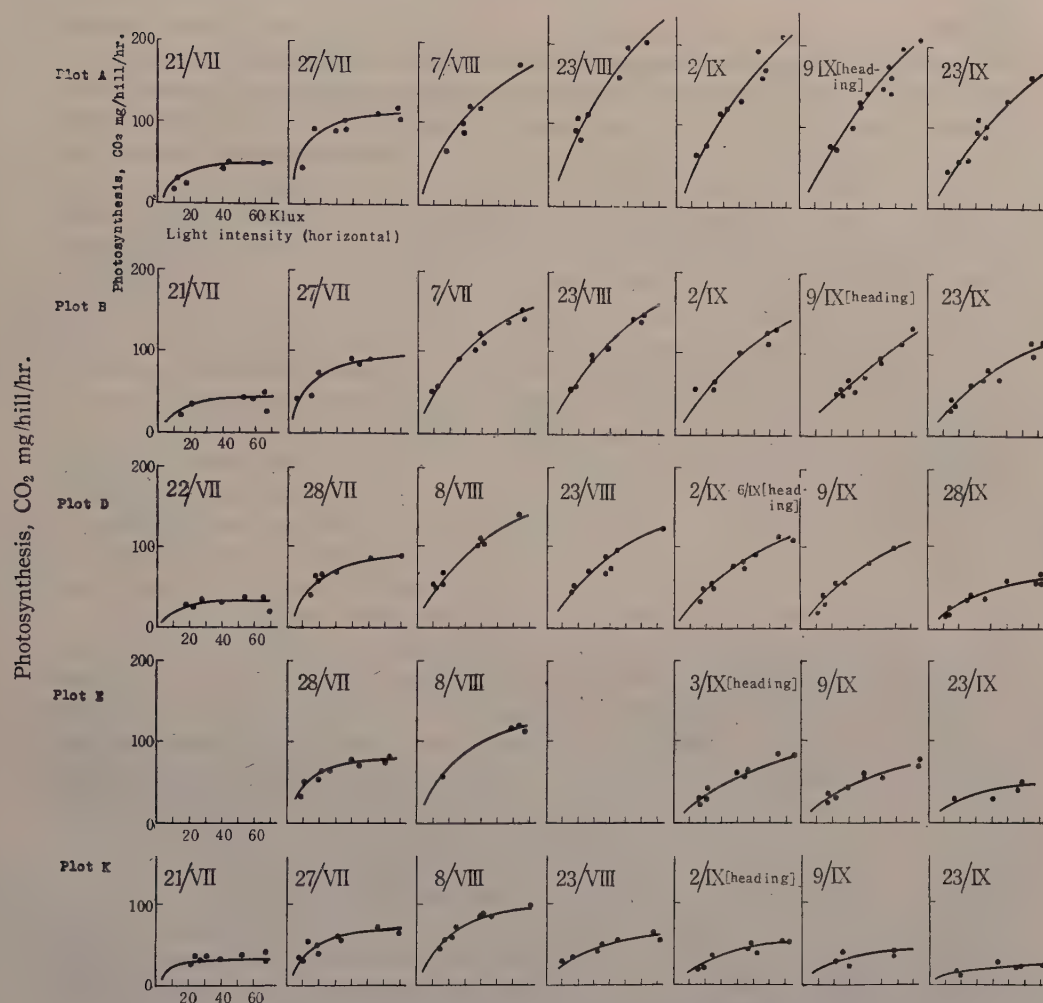 Photosynthesis, CO₂ mg/hill/hr.
Photosynthesis, CO₂ mg/hill/hr.
Plot A
200
100
0
21/VII
27/VII
7/VIII
23/VIII
2/IX
9 IX[head-
ing]
23/IX
20 40 60 Klux
Light intensity (horizontal)
Plot B
200
100
0
21/VII
27/VII
7/VII
23/VIII
2/IX
9/IX[heading]
23/IX
20 40 60
Plot D
200
100
0
22/VII
28/VII
8/VIII
23/VIII
2/IX
6/IX[head-
ing]
9/IX
28/IX
20 40 60
Plot E
200
100
0
28/VII
8/VIII
3/IX[heading]
9/IX
23/IX
20 40 60
Plot K
100
0
21/VII
27/VII
8/VIII
23/VIII
2/IX[heading]
9/IX
23/IX